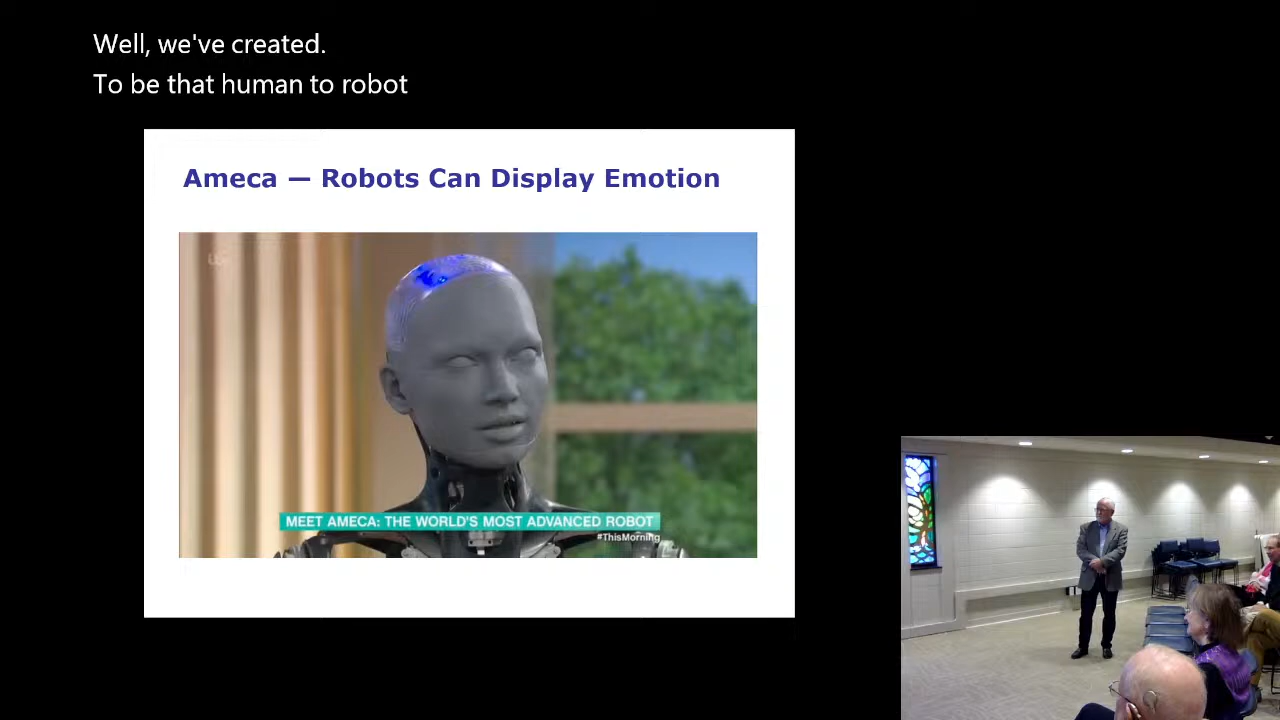 Well, we've created.
To be that human to robot
Ameca — Robots Can Display Emotion
MEET AMECA: THE WORLD'S MOST ADVANCED ROBOT
#ThisMorning